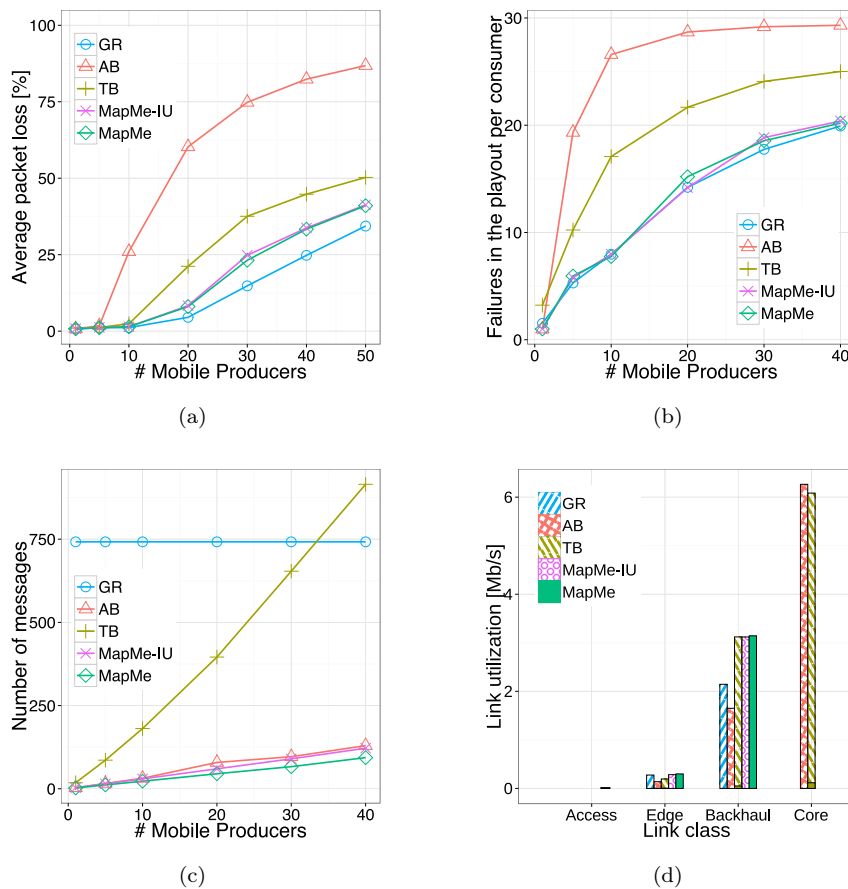 Average packet loss [%]
100
75
50
25
0
GR
AB
TB
MapMe-IU
MapMe
0 10 20 30 40 50
# Mobile Producers
(a)
Failures in the playout per consumer
30
20
10
0
GR
AB
TB
MapMe-IU
MapMe
0 10 20 30 40
# Mobile Producers
(b)
Number of messages
750
500
250
0
GR
AB
TB
MapMe-IU
MapMe
0 10 20 30 40
# Mobile Producers
(c)
Link utilization [Mb/s]
6
4
2
0
GR
AB
TB
MapMe-IU
MapMe
Access Edge Backhaul Core
Link class
(d)